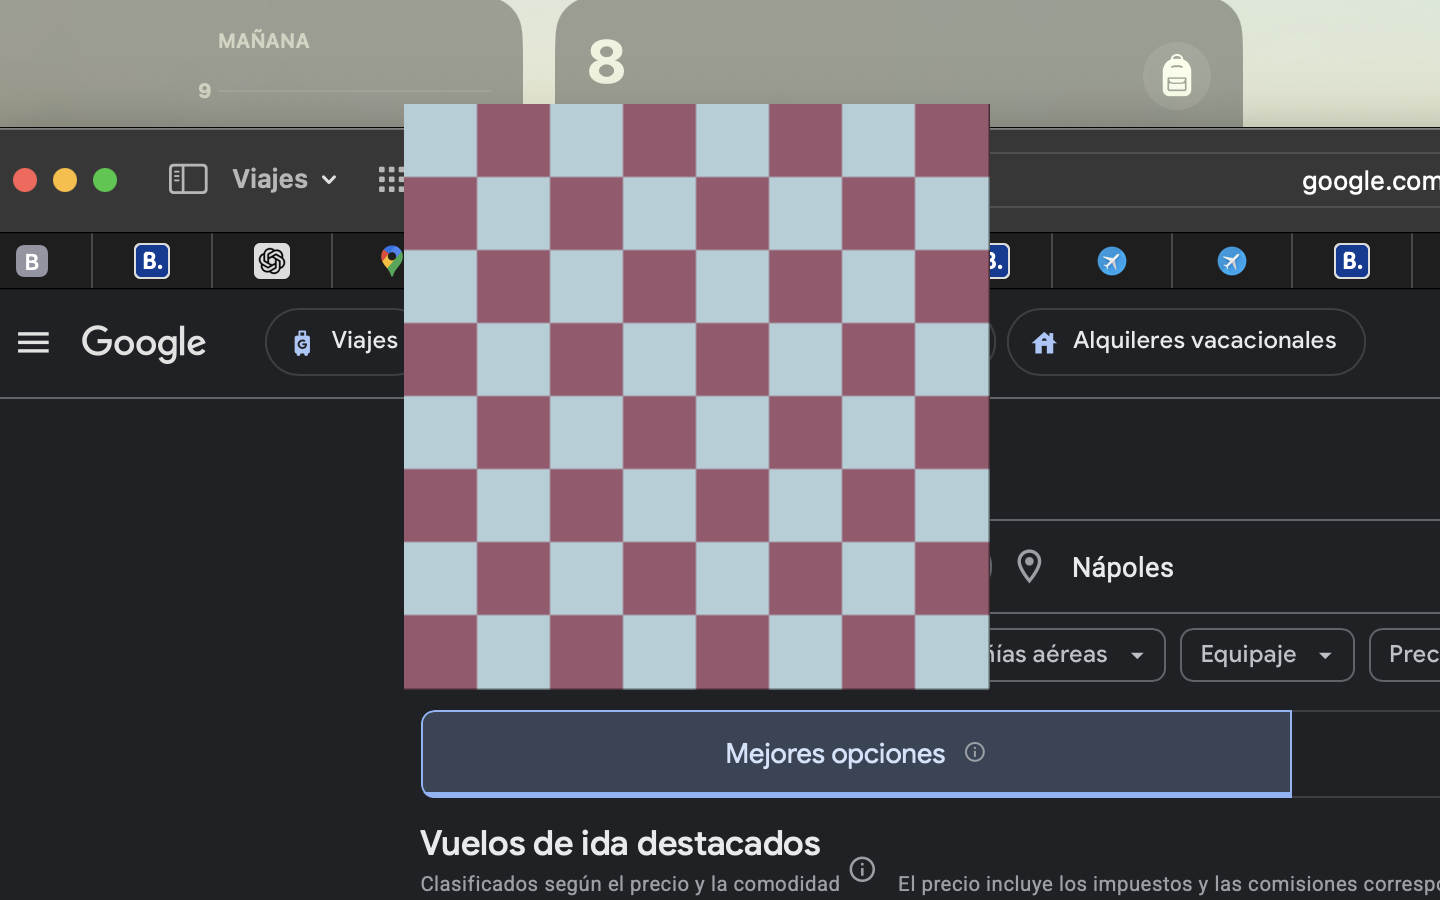 MAÑANA
9
8
Viajes
google.com
B
B.
B.
B.
Google
Viajes
Alquileres vacacionales
Nápoles
ñías aéreas
Equipaje
Prec
Mejores opciones
Vuelos de ida destacados
Clasificados según el precio y la comodidad
El precio incluye los impuestos y las comisiones corresp